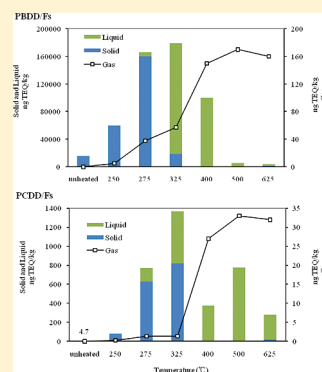 PBDD/Fs
200000
160000
120000
80000
40000
0
Solid and Liquid
ng TEQ/kg
Liquid
Solid
Gas
200
160
120
80
40
0
ng TEQ/kg
unheated 250 275 325 400 500 625
PCDD/Fs
1400
1200
1000
800
600
400
200
0
Solid and Liquid
ng TEQ/kg
Liquid
Solid
Gas
4.7
35
30
25
20
15
10
5
0
ng TEQ/kg
unheated 250 275 325 400 500 625
Temperature (℃)